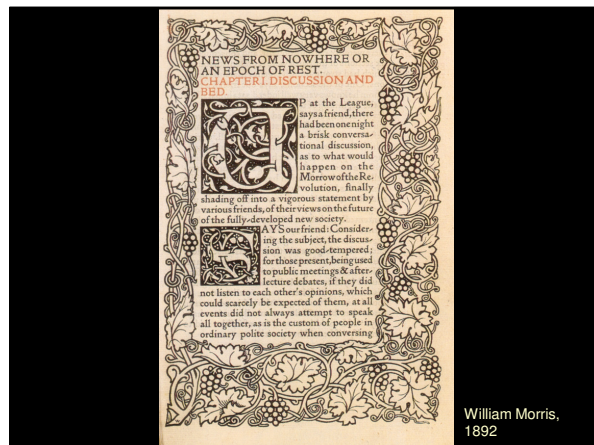 NEWS FROM NOWHERE OR
AN EPOCH OF REST.
CHAPTER I. DISCUSSION AND
BED.
UP at the League,
says a friend, there
had been one night
a brisk conversa-
tional discussion,
as to what would
happen on the
Morrow of the Re-
volution, finally
shading off into a vigorous statement by
various friends, of their views on the future
of the fully-developed new society.
SAYS our friend: Consider-
ing the subject, the discus-
sion was good-tempered;
for those present, being used
to public meetings & after-
lecture debates, if they did
not listen to each other's opinions, which
could scarcely be expected of them, at all
events did not always attempt to speak
all together, as is the custom of people in
ordinary polite society when conversing
William Morris,
1892